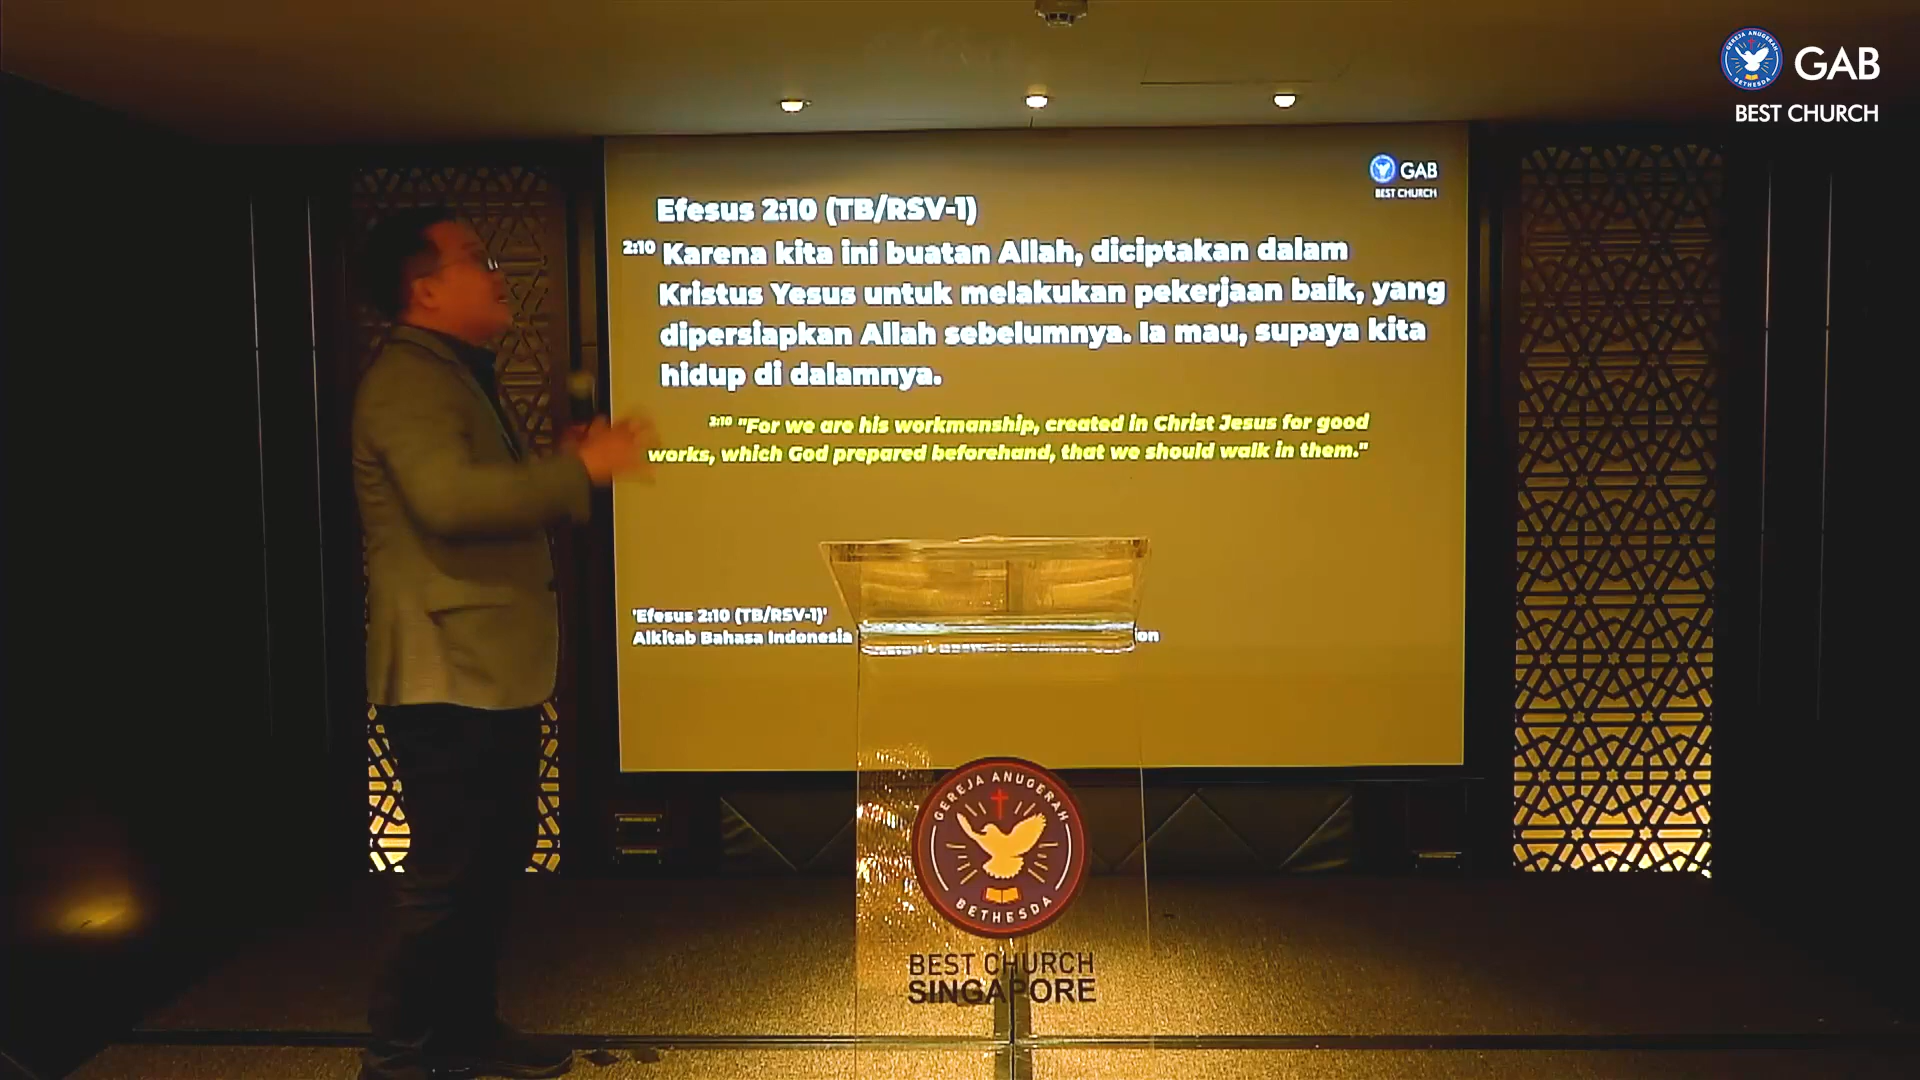 GEREJA ANUGERAH
BETHESDA
GAB
BEST CHURCH
GAB
BEST CHURCH
Efesus 2:10 (TB/RSV-1)
2:10 Karena kita ini buatan Allah, diciptakan dalam
Kristus Yesus untuk melakukan pekerjaan baik, yang
dipersiapkan Allah sebelumnya. Ia mau, supaya kita
hidup di dalamnya.
2:10 "For we are his workmanship, created in Christ Jesus for good
works, which God prepared beforehand, that we should walk in them."
'Efesus 2:10 (TB/RSV-1)'
Alkitab Bahasa Indonesia
GEREJA ANUGERAH
BETHESDA
BEST CHURCH
SINGAPORE